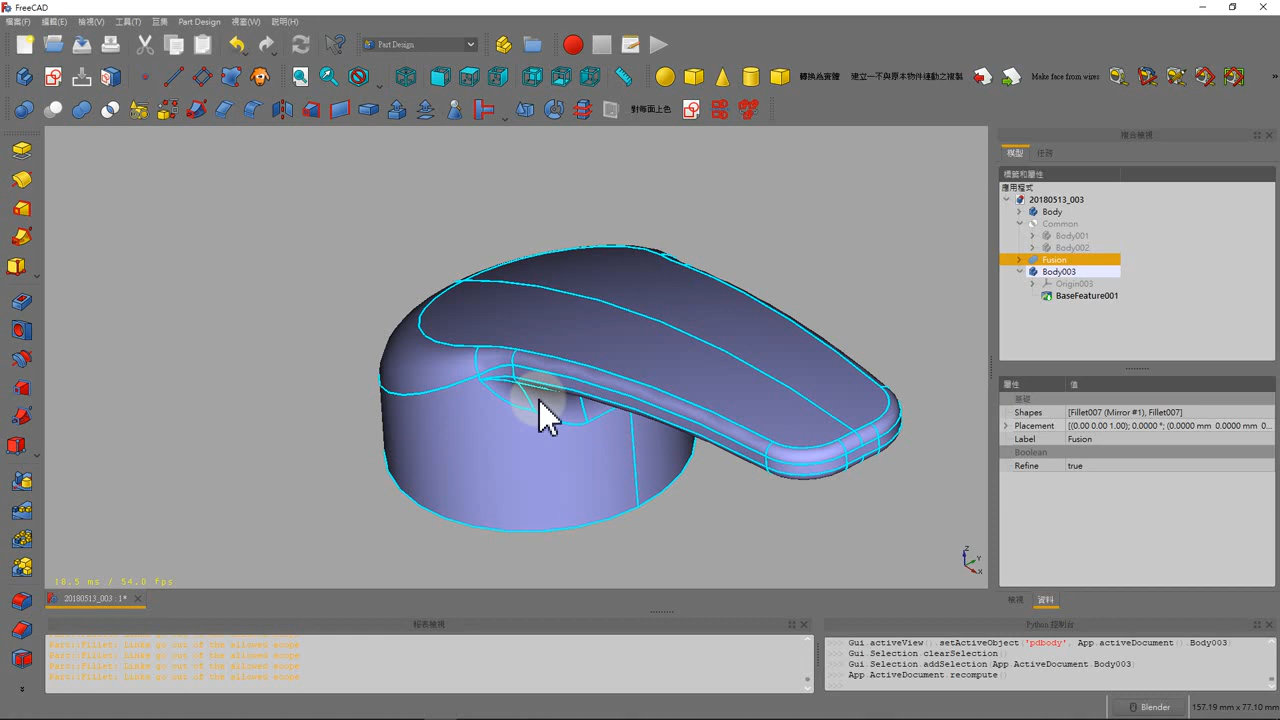 FreeCAD
檔案(F) 編輯(E) 檢視(V) 工具(T) 巨集 Part Design 視窗(W) 說明(H)
Part Design
轉換為實體 建立一不與原本物件連動之複製 Make face from wires
對每面上色
複合檢視
模型 任務
標籤和屬性
應用程式
20180513_003
Body
Common
Body001
Body002
Fusion
Body003
Origin003
BaseFeature001
屬性 值
基礎
Shapes [Fillet007 (Mirror #1), Fillet007]
Placement [(0.00 0.00 1.00); 0.0000 °; (0.0000 mm 0.0000 mm 0...
Label Fusion
Boolean
Refine true
Z
Y
X
18.5 ms / 54.0 fps
20180513_003 : 1*
檢視 資料
報表檢視
Part::Fillet: Links go out of the allowed scope
Part::Fillet: Links go out of the allowed scope
Part::Fillet: Links go out of the allowed scope
Part::Fillet: Links go out of the allowed scope
Python 控制台
>>> Gui.activeView().setActiveObject('pdbody', App.activeDocument().Body003)
>>> Gui.Selection.clearSelection()
>>> Gui.Selection.addSelection(App.ActiveDocument.Body003)
>>> App.ActiveDocument.recompute()
>>>
Blender 157.19 mm x 77.10 mm